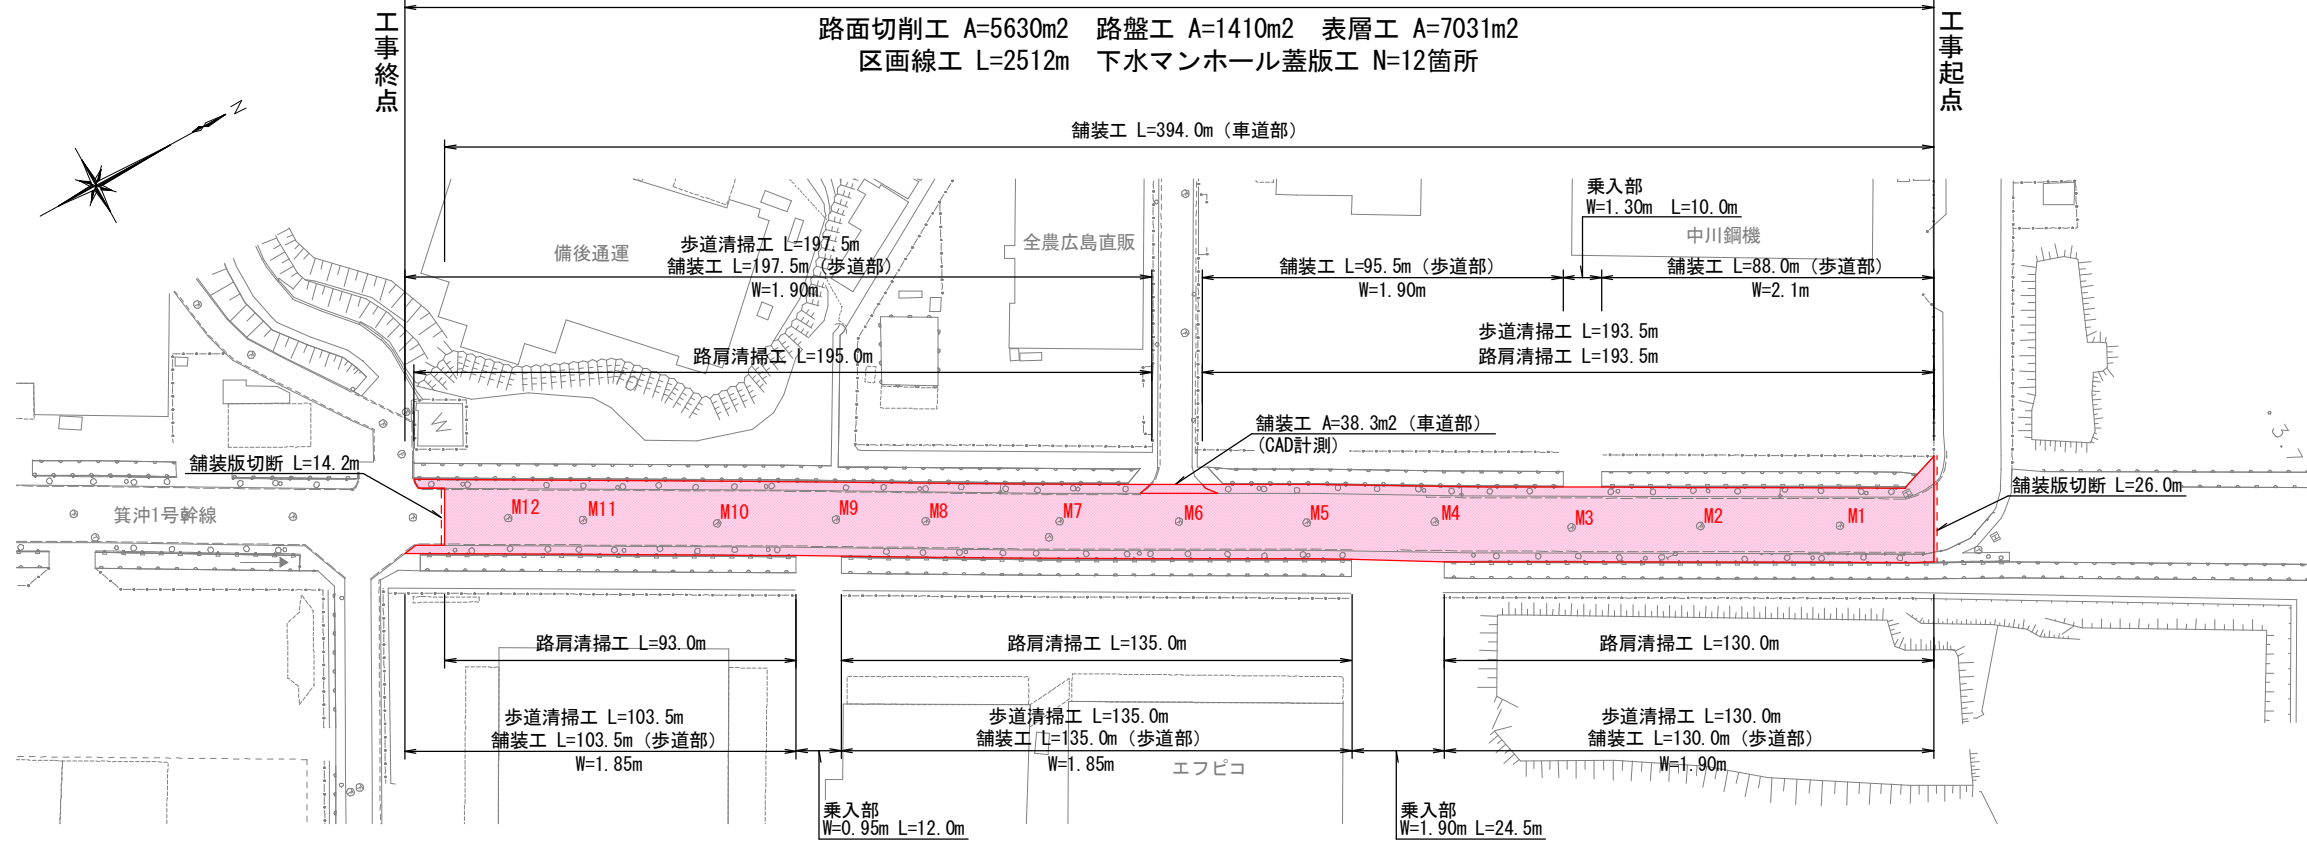 路面切削工 A=5630m2 路盤工 A=1410m2 表層工 A=7031m2
区画線工 L=2512m 下水マンホール蓋版工 N=12箇所
工事終点
工事起点
N
舗装工 L=394.0m（車道部）
乗入部
W=1.30m L=10.0m
中川鋼機
備後通運
全農広島直販
歩道清掃工 L=197.5m
舗装工 L=197.5m（歩道部）
W=1.90m
舗装工 L=95.5m（歩道部）
W=1.90m
舗装工 L=88.0m（歩道部）
W=2.1m
歩道清掃工 L=193.5m
路肩清掃工 L=193.5m
路肩清掃工 L=195.0m
舗装工 A=38.3m2（車道部）
(CAD計測)
3.7
舗装版切断 L=14.2m
舗装版切断 L=26.0m
箕沖1号幹線
M12
M11
M10
M9
M8
M7
M6
M5
M4
M3
M2
M1
路肩清掃工 L=93.0m
路肩清掃工 L=135.0m
路肩清掃工 L=130.0m
歩道清掃工 L=103.5m
舗装工 L=103.5m（歩道部）
W=1.85m
歩道清掃工 L=135.0m
舗装工 L=135.0m（歩道部）
W=1.85m
エフピコ
歩道清掃工 L=130.0m
舗装工 L=130.0m（歩道部）
W=1.90m
乗入部
W=0.95m L=12.0m
乗入部
W=1.90m L=24.5m